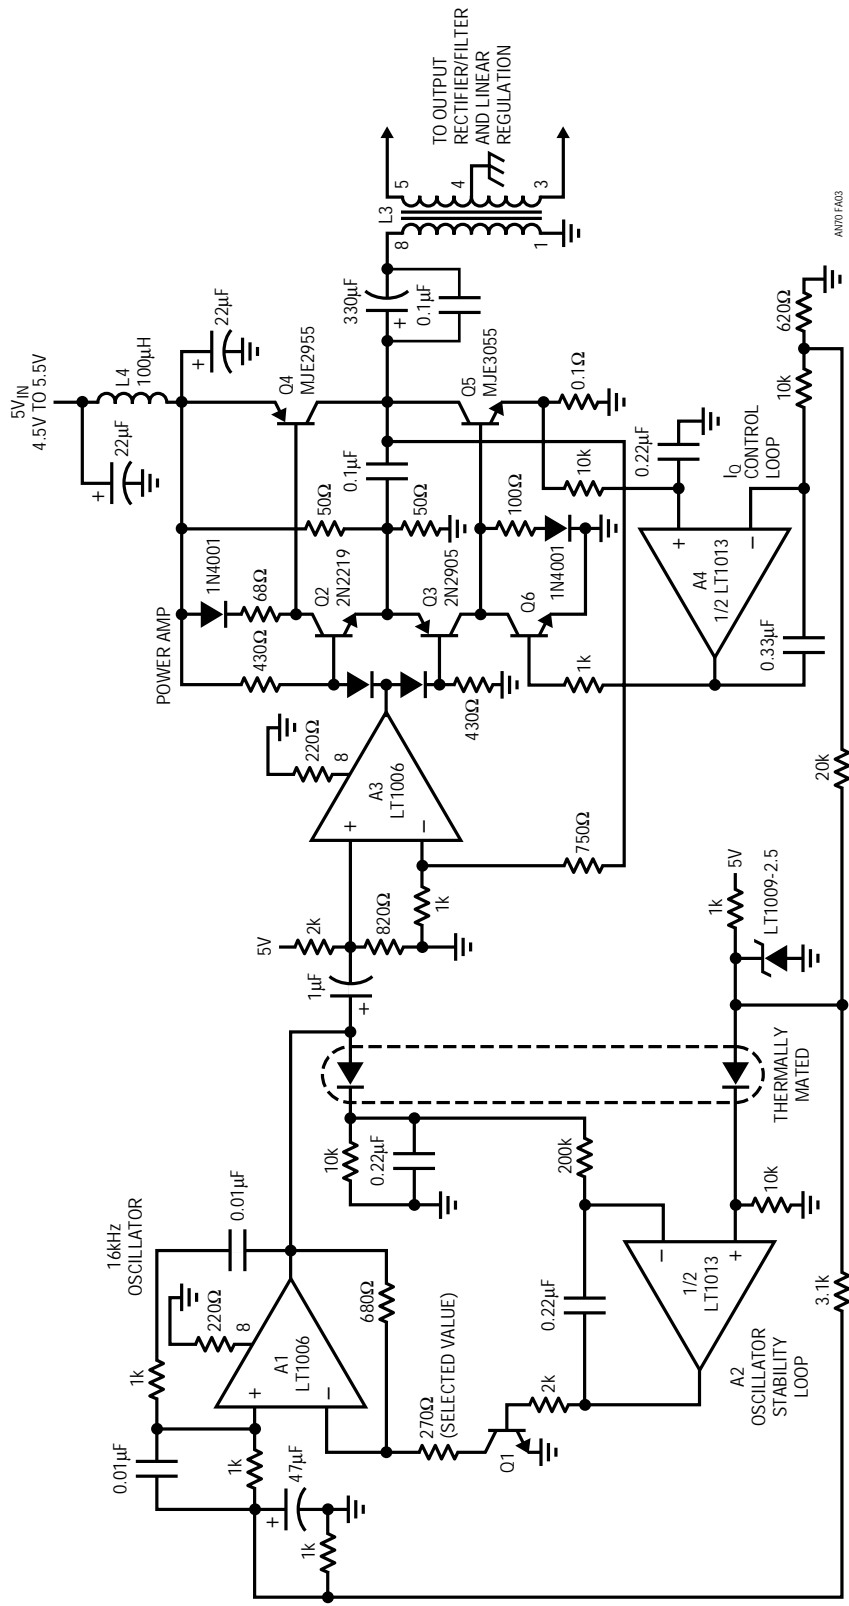 16kHz
OSCILLATOR
0.01µF
1k
0.01µF
1k
47µF
1k
+
220Ω
8
A1
LT1006
+
–
680Ω
270Ω
(SELECTED VALUE)
Q1
2k
0.22µF
A2
OSCILLATOR
STABILITY
LOOP
1/2
LT1013
–
+
200k
10k
0.22µF
10k
3.1k
THERMALLY
MATED
1µF
+
5V
2k
820Ω
1k
1k
5V
LT1009-2.5
20k
750Ω
A3
LT1006
+
–
220Ω
8
POWER AMP
430Ω
1N4001
68Ω
Q2
2N2219
Q3
2N2905
430Ω
Q6
1k
50Ω
50Ω
0.1µF
100Ω
1N4001
5VIN
4.5V TO 5.5V
22µF
+
L4
100µH
22µF
+
Q4
MJE2955
Q5
MJE3055
330µF
+
0.1µF
0.1Ω
10k
0.22µF
IQ
CONTROL
LOOP
A4
1/2 LT1013
+
–
0.33µF
10k
620Ω
L3
8
1
5
4
3
TO OUTPUT
RECTIFIER/FILTER
AND LINEAR
REGULATION
AN70 FA03